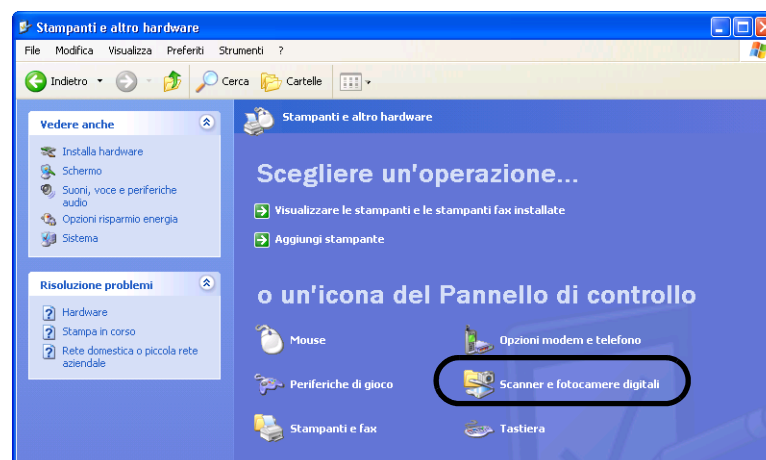 Stampanti e altro hardware
File Modifica Visualizza Preferiti Strumenti ?
Indietro Cerca Cartelle
Vedere anche
Installa hardware
Schermo
Suoni, voce e periferiche
audio
Opzioni risparmio energia
Sistema
Risoluzione problemi
Hardware
Stampa in corso
Rete domestica o piccola rete
aziendale
Stampanti e altro hardware
Scegliere un'operazione...
Visualizzare le stampanti e le stampanti fax installate
Aggiungi stampante
o un'icona del Pannello di controllo
Mouse
Opzioni modem e telefono
Periferiche di gioco
Scanner e fotocamere digitali
Stampanti e fax
Tastiera